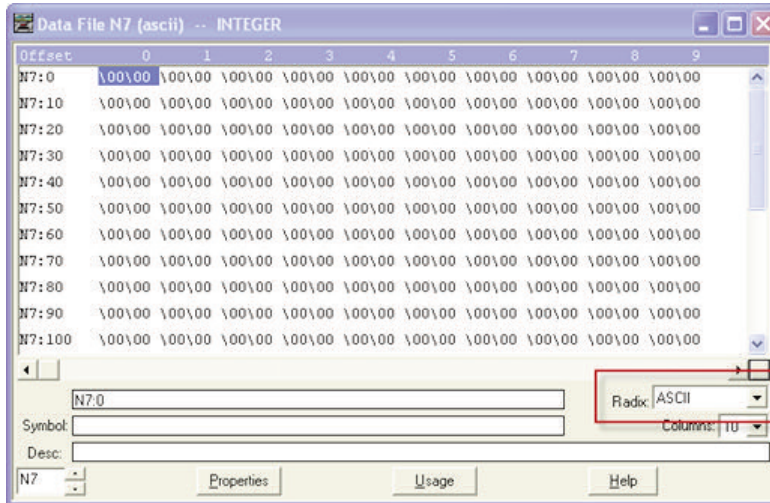 Data File N7 (ascii) -- INTEGER
Offset 0 1 2 3 4 5 6 7 8 9
N7:0 \00\00 \00\00 \00\00 \00\00 \00\00 \00\00 \00\00 \00\00 \00\00 \00\00
N7:10 \00\00 \00\00 \00\00 \00\00 \00\00 \00\00 \00\00 \00\00 \00\00 \00\00
N7:20 \00\00 \00\00 \00\00 \00\00 \00\00 \00\00 \00\00 \00\00 \00\00 \00\00
N7:30 \00\00 \00\00 \00\00 \00\00 \00\00 \00\00 \00\00 \00\00 \00\00 \00\00
N7:40 \00\00 \00\00 \00\00 \00\00 \00\00 \00\00 \00\00 \00\00 \00\00 \00\00
N7:50 \00\00 \00\00 \00\00 \00\00 \00\00 \00\00 \00\00 \00\00 \00\00 \00\00
N7:60 \00\00 \00\00 \00\00 \00\00 \00\00 \00\00 \00\00 \00\00 \00\00 \00\00
N7:70 \00\00 \00\00 \00\00 \00\00 \00\00 \00\00 \00\00 \00\00 \00\00 \00\00
N7:80 \00\00 \00\00 \00\00 \00\00 \00\00 \00\00 \00\00 \00\00 \00\00 \00\00
N7:90 \00\00 \00\00 \00\00 \00\00 \00\00 \00\00 \00\00 \00\00 \00\00 \00\00
N7:100 \00\00 \00\00 \00\00 \00\00 \00\00 \00\00 \00\00 \00\00 \00\00 \00\00
N7:0 Radix: ASCII
Symbol: Columns: 10
Desc:
N7 Properties Usage Help